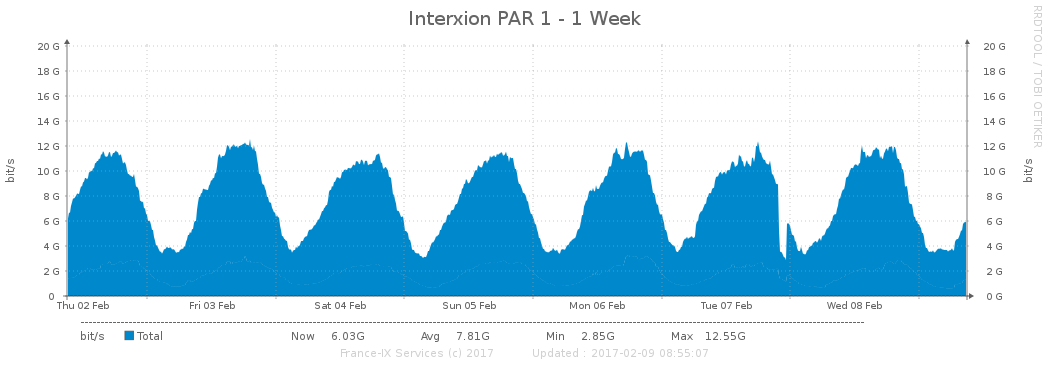 Interxion PAR 1 - 1 Week
RRDTOOL / TOBI OETIKER
bit/s
20 G
18 G
16 G
14 G
12 G
10 G
8 G
6 G
4 G
2 G
0
20 G
18 G
16 G
14 G
12 G
10 G
8 G
6 G
4 G
2 G
0 G
bit/s
Thu 02 Feb Fri 03 Feb Sat 04 Feb Sun 05 Feb Mon 06 Feb Tue 07 Feb Wed 08 Feb
bit/s Total Now 6.03G Avg 7.81G Min 2.85G Max 12.55G
France-IX Services (c) 2017 Updated : 2017-02-09 08:55:07